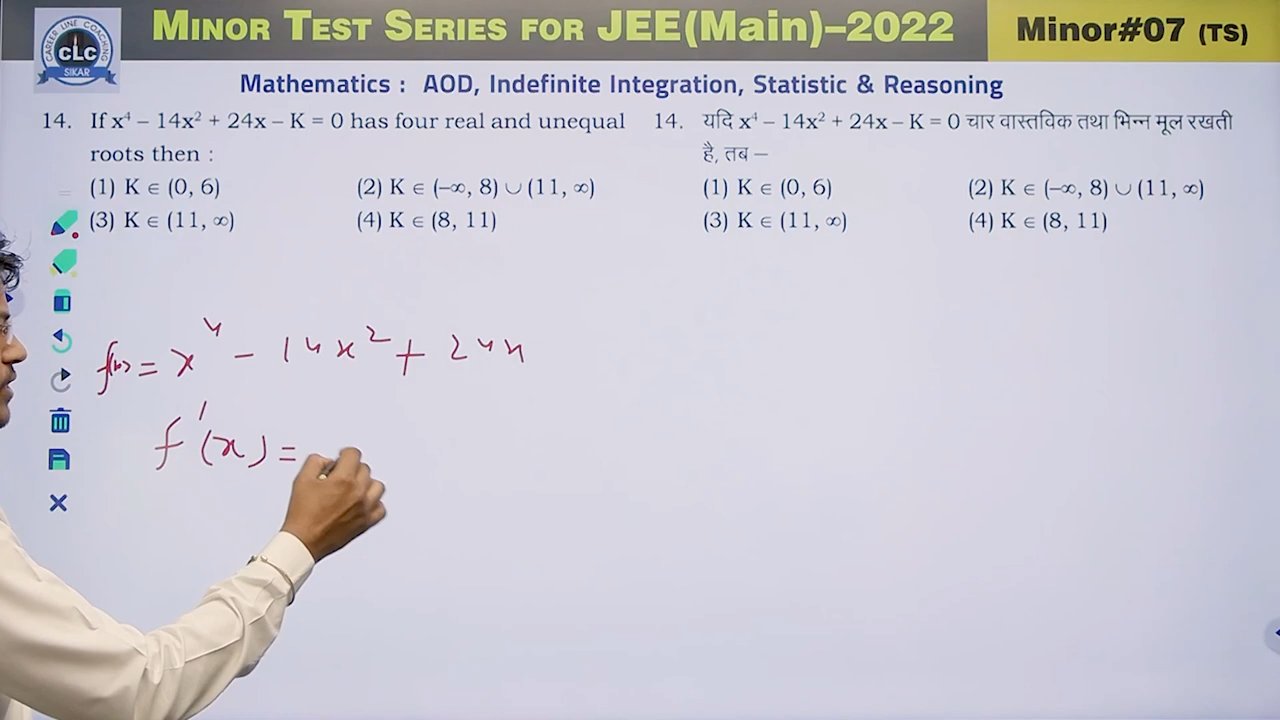 MINOR TEST SERIES FOR JEE(MAIN)–2022
Minor#07 (TS)
CAREER LINE COACHING
CLC
SIKAR
Mathematics : AOD, Indefinite Integration, Statistic & Reasoning
14. If x⁴ – 14x² + 24x – K = 0 has four real and unequal
roots then :
(1) K ∈ (0, 6) (2) K ∈ (–∞, 8) ∪ (11, ∞)
(3) K ∈ (11, ∞) (4) K ∈ (8, 11)
14. यदि x⁴ – 14x² + 24x – K = 0 चार वास्तविक तथा भिन्न मूल रखती
है, तब –
(1) K ∈ (0, 6) (2) K ∈ (–∞, 8) ∪ (11, ∞)
(3) K ∈ (11, ∞) (4) K ∈ (8, 11)
f(x) = x⁴ – 14x² + 24x
f'(x) =